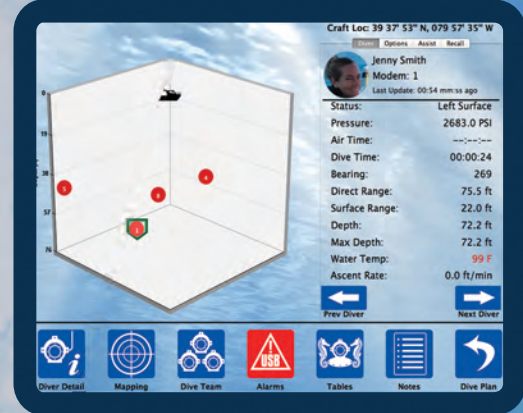 Craft Loc: 39 37' 53" N, 079 57' 35" W
Diver Options Assist Recall
Jenny Smith
Modem: 1
Last Update: 00:54 mm:ss ago
Status: Left Surface
Pressure: 2683.0 PSI
Air Time: --:--:--
Dive Time: 00:00:24
Bearing: 269
Direct Range: 75.5 ft
Surface Range: 22.0 ft
Depth: 72.2 ft
Max Depth: 72.2 ft
Water Temp: 99 F
Ascent Rate: 0.0 ft/min
Prev Diver Next Diver
0
19
38
57
76
USB
Diver Detail Mapping Dive Team Alarms Tables Notes Dive Plan